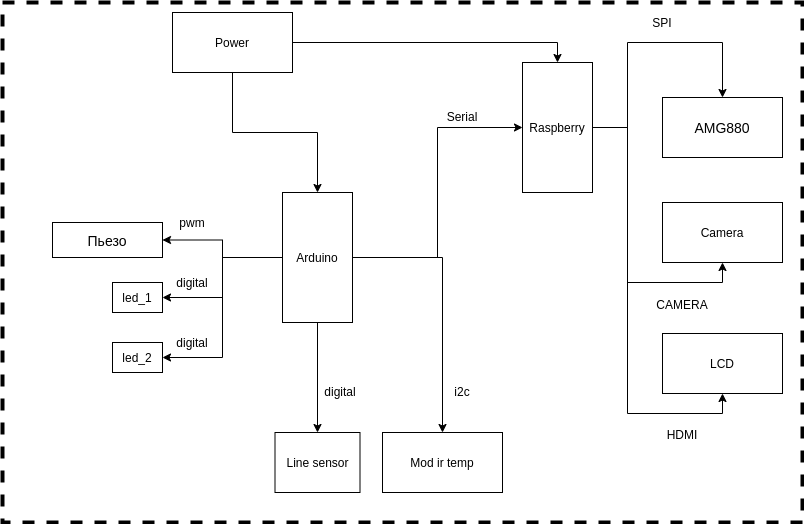 SPI
Power
Serial
Raspberry
AMG880
pwm
Пьезо
Arduino
Camera
digital
led_1
CAMERA
digital
led_2
LCD
digital
i2c
HDMI
Line sensor
Mod ir temp